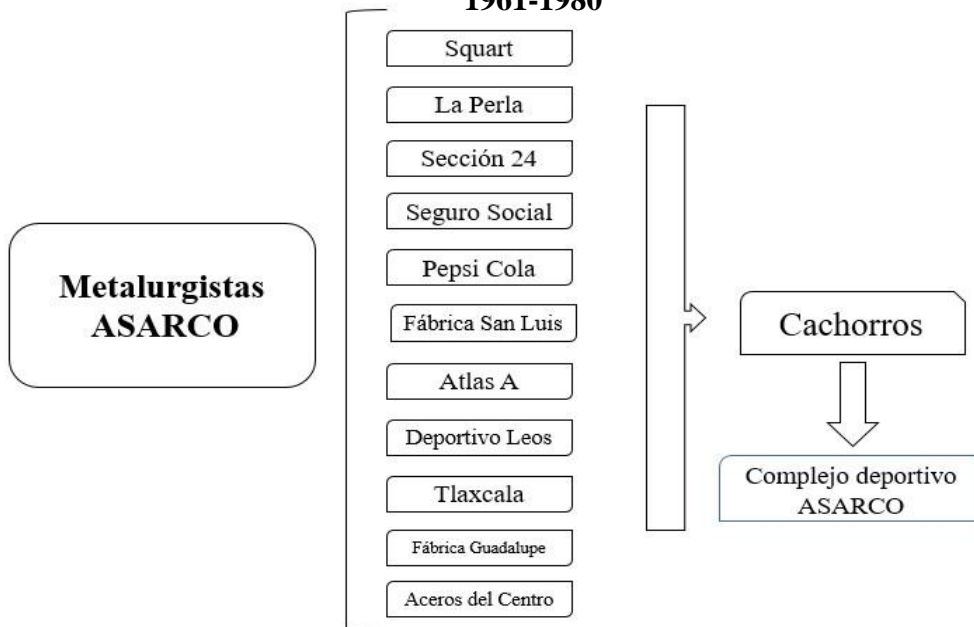 1961-1980
Squart
La Perla
Sección 24
Seguro Social
Pepsi Cola
Fábrica San Luis
Atlas A
Deportivo Leos
Tlaxcala
Fábrica Guadalupe
Aceros del Centro
Metalurgistas
ASARCO
Cachorros
Complejo deportivo
ASARCO